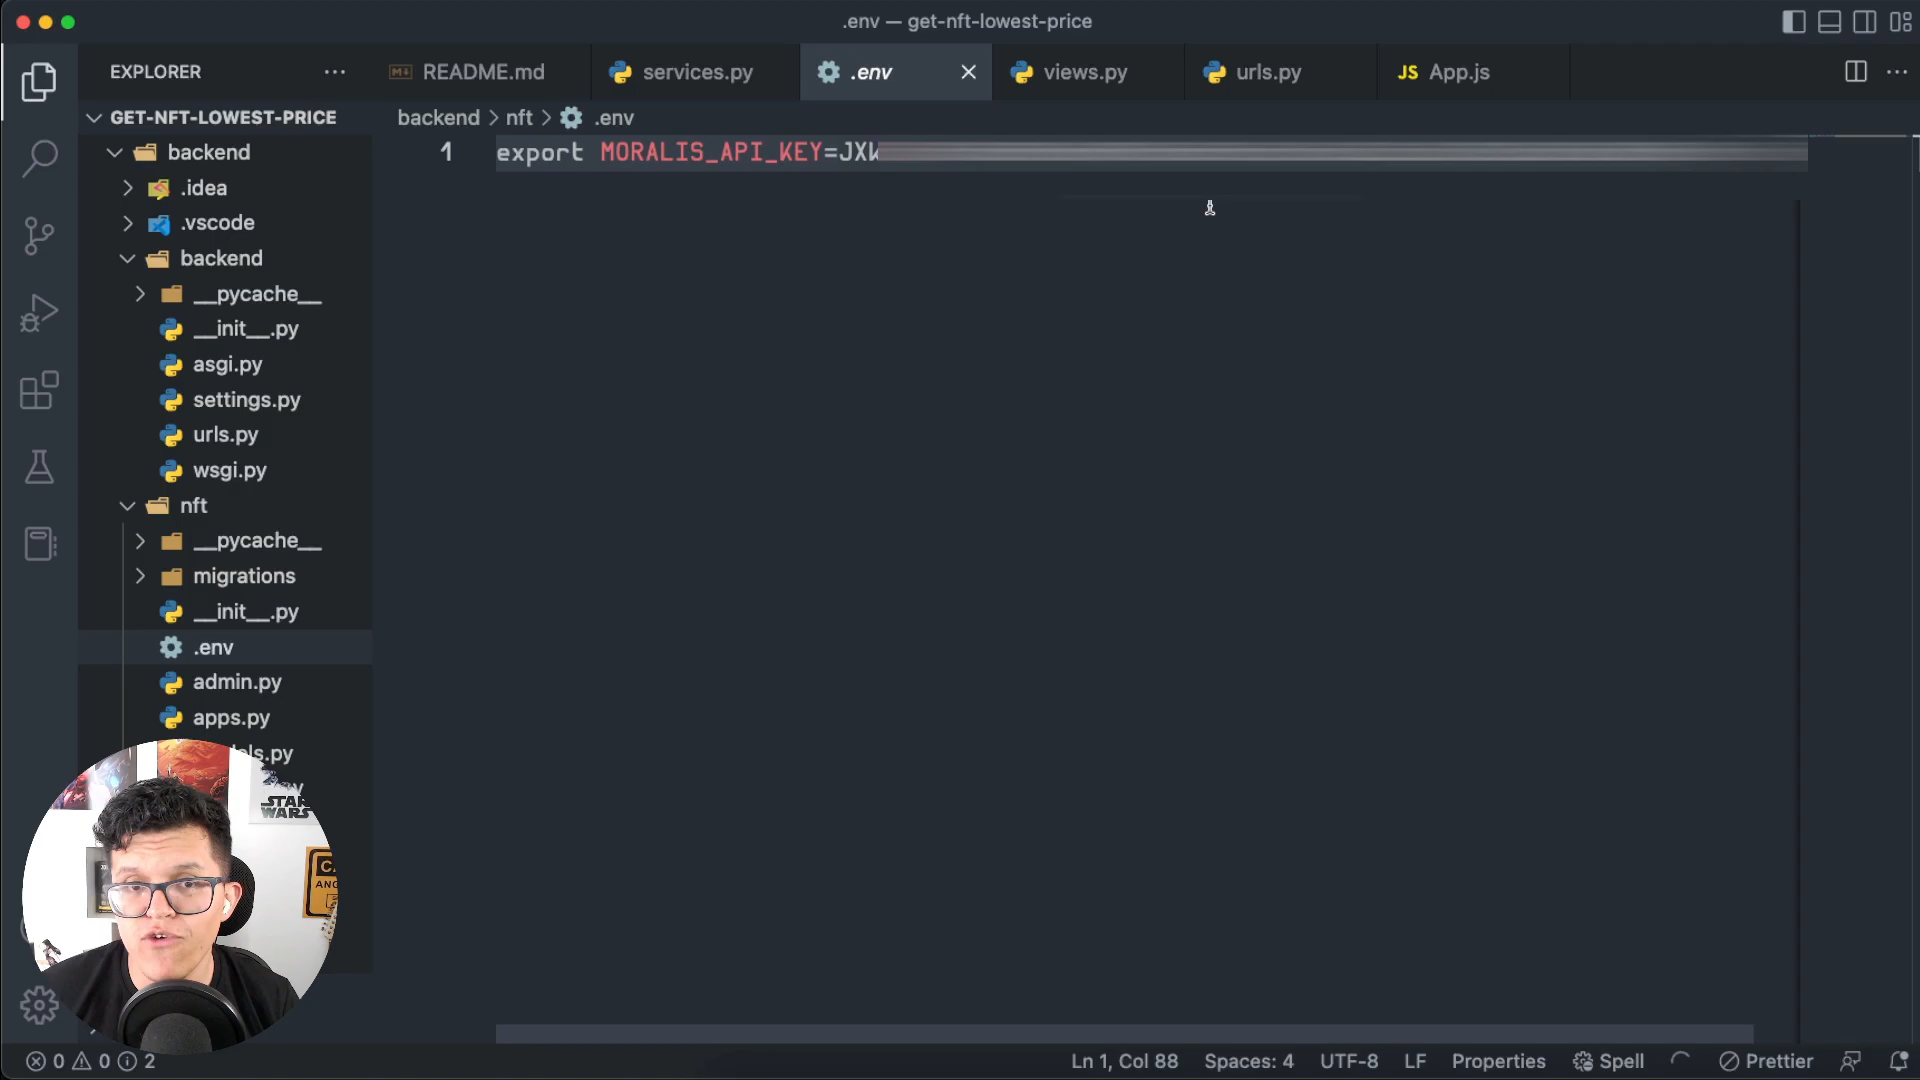 .env — get-nft-lowest-price
EXPLORER
README.md
services.py
.env
views.py
urls.py
JS App.js
GET-NFT-LOWEST-PRICE
backend > nft > .env
1 export MORALIS_API_KEY=JXW
backend
.idea
.vscode
backend
__pycache__
__init__.py
asgi.py
settings.py
urls.py
wsgi.py
nft
__pycache__
migrations
__init__.py
.env
admin.py
apps.py
STAR
WARS
0 0 2
Ln 1, Col 88 Spaces: 4 UTF-8 LF Properties Spell Prettier